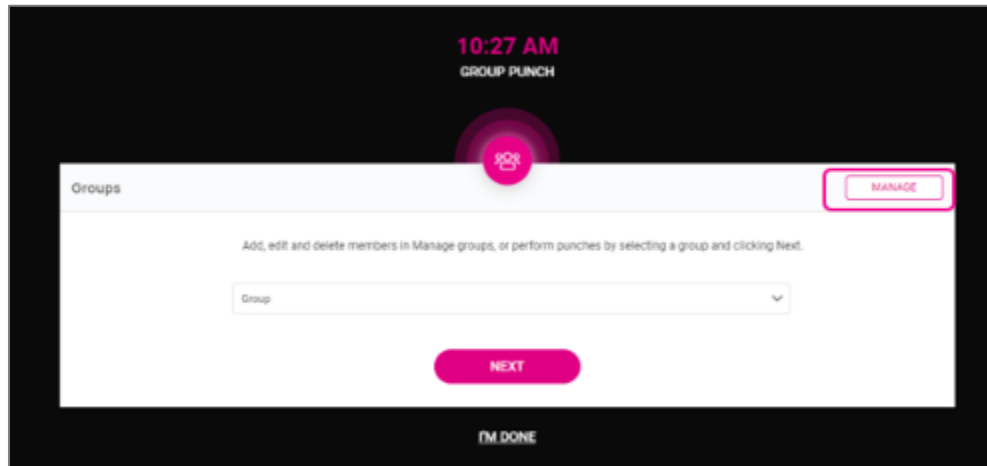 10:27 AM
GROUP PUNCH
Groups
MANAGE
Add, edit and delete members in Manage groups, or perform punches by selecting a group and clicking Next.
Group
NEXT
I'M DONE